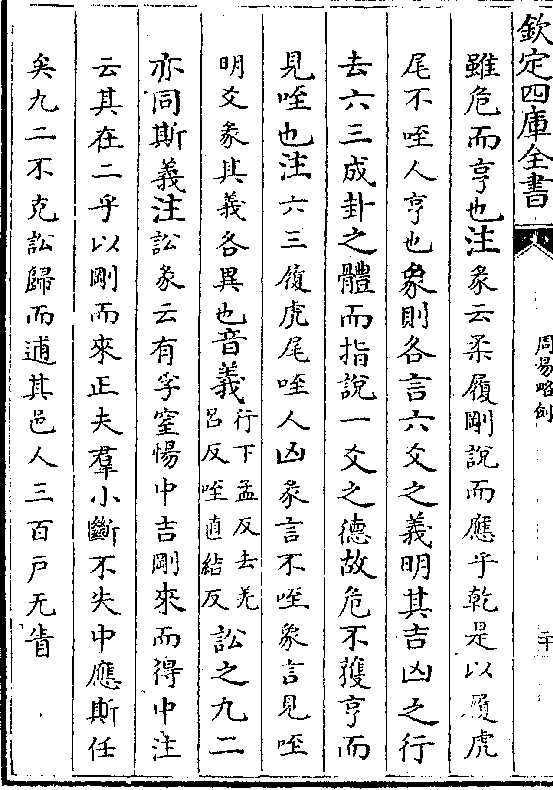 欽定四庫全書
周易略例
二十
雖危而亨也注彖云柔履剛說而應乎乾是以履虎
尾不咥人亨也象則各言六爻之義明其吉凶之行
去六三成卦之體而指說一爻之德故危不獲亨而
見咥也注六三履虎尾咥人凶彖言不咥象言見咥
明爻彖其義各異也音義行下孟反去羌呂反咥直結反訟之九二
亦同斯義注訟彖云有孚窒惕中吉剛來而得中注
云其在二乎以剛而來正夫羣小斷不失中應斯任
矣九二不克訟歸而逋其邑人三百戶无眚